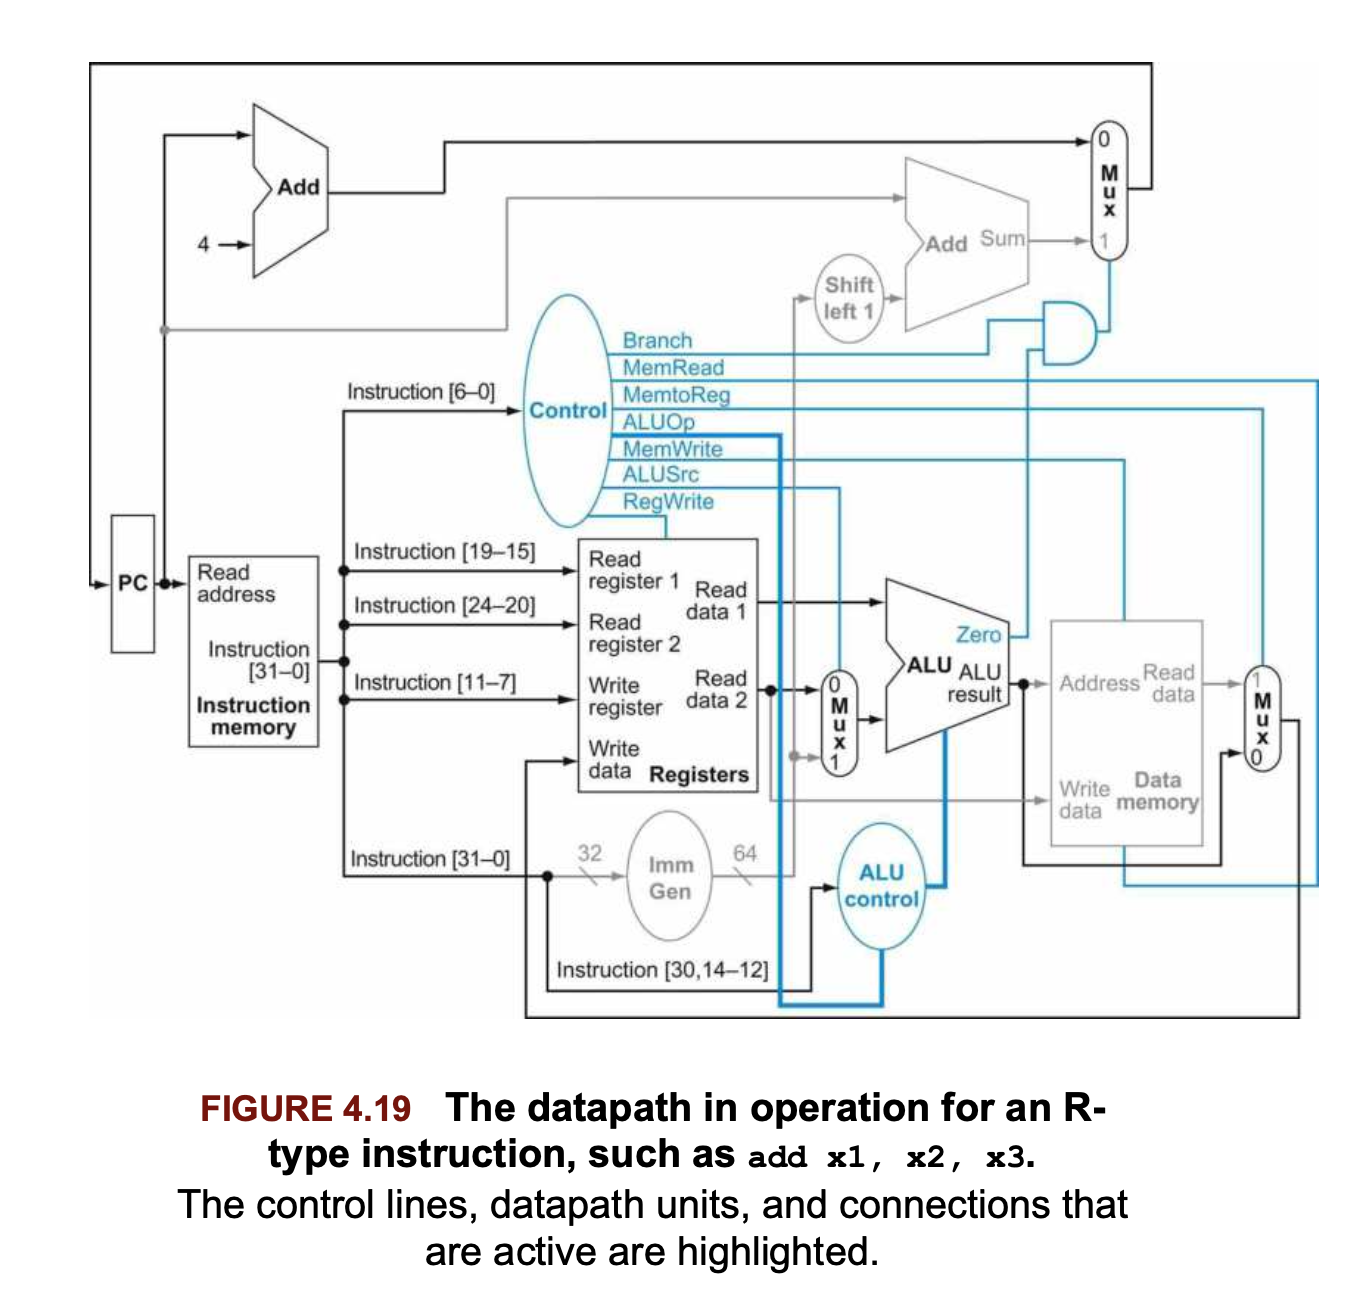 Add
4
0
Mux
1
Add Sum
Shift
left 1
Branch
MemRead
MemtoReg
ALUOp
MemWrite
ALUSrc
RegWrite
Control
Instruction [6–0]
Instruction [19–15]
Instruction [24–20]
Instruction [11–7]
Instruction [31–0]
Instruction [30,14–12]
PC
Read
address
Instruction
[31–0]
Instruction
memory
Read
register 1
Read
register 2
Write
register
Write
data
Read
data 1
Read
data 2
Registers
0
Mux
1
Zero
ALU
ALU
result
Address
Read
data
Write
data
Data
memory
1
Mux
0
32
Imm
Gen
64
ALU
control
FIGURE 4.19 The datapath in operation for an R-
type instruction, such as add x1, x2, x3.
The control lines, datapath units, and connections that
are active are highlighted.